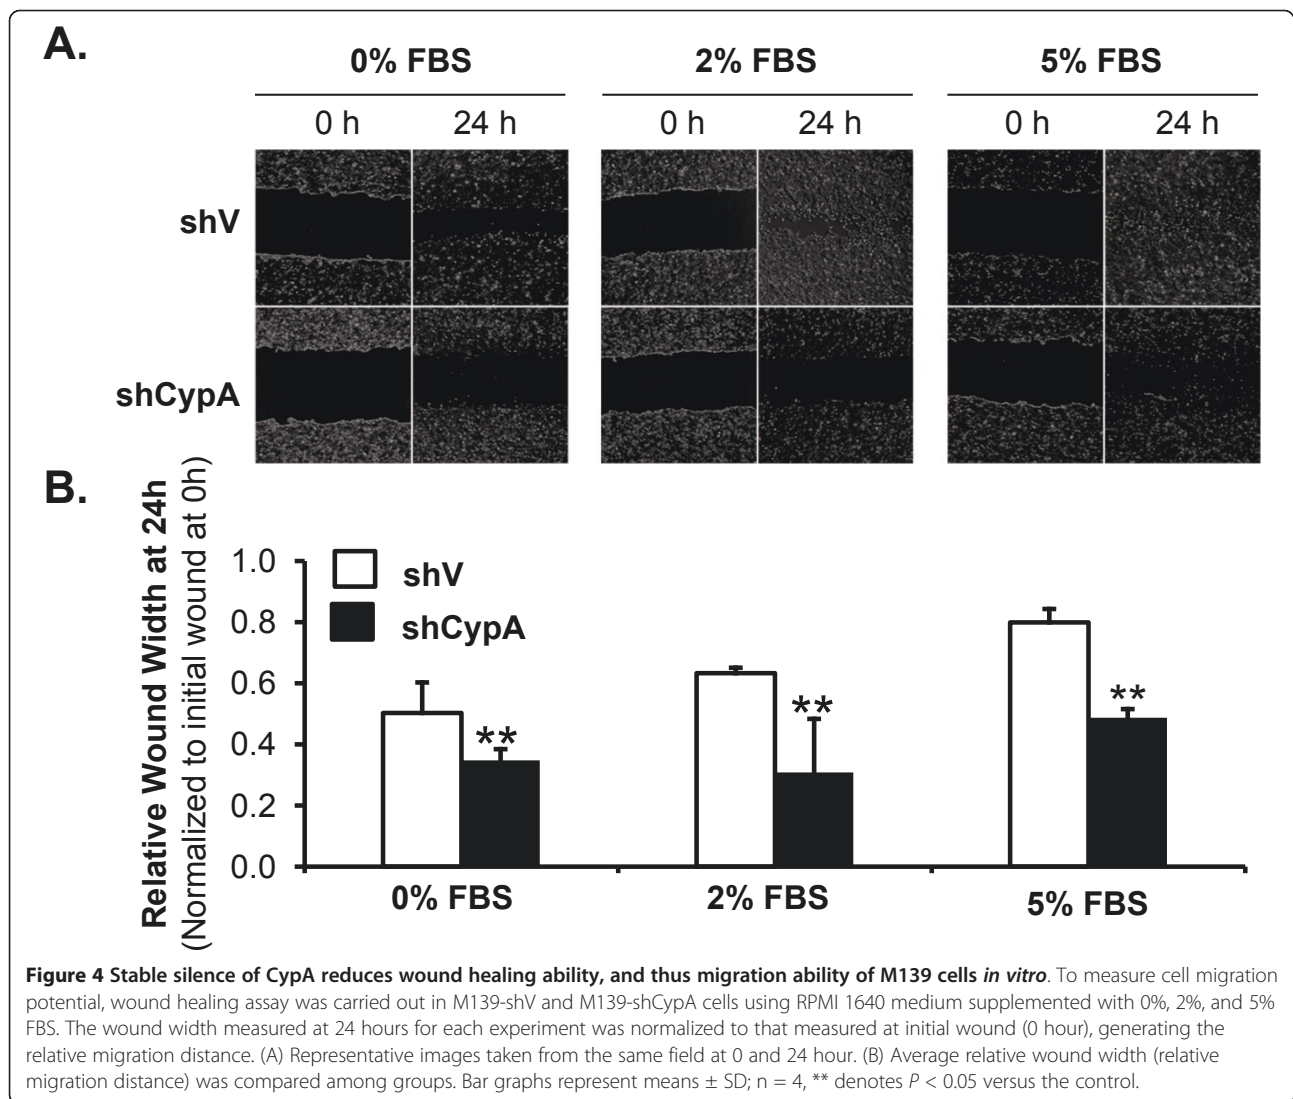 A.
0% FBS 2% FBS 5% FBS
0 h 24 h 0 h 24 h 0 h 24 h
shV
shCypA
B.
Relative Wound Width at 24h
(Normalized to initial wound at 0h)
1.0
0.8
0.6
0.4
0.2
0.0
shV
shCypA
** ** **
0% FBS 2% FBS 5% FBS
Figure 4 Stable silence of CypA reduces wound healing ability, and thus migration ability of M139 cells in vitro. To measure cell migration
potential, wound healing assay was carried out in M139-shV and M139-shCypA cells using RPMI 1640 medium supplemented with 0%, 2%, and 5%
FBS. The wound width measured at 24 hours for each experiment was normalized to that measured at initial wound (0 hour), generating the
relative migration distance. (A) Representative images taken from the same field at 0 and 24 hour. (B) Average relative wound width (relative
migration distance) was compared among groups. Bar graphs represent means ± SD; n = 4, ** denotes P < 0.05 versus the control.